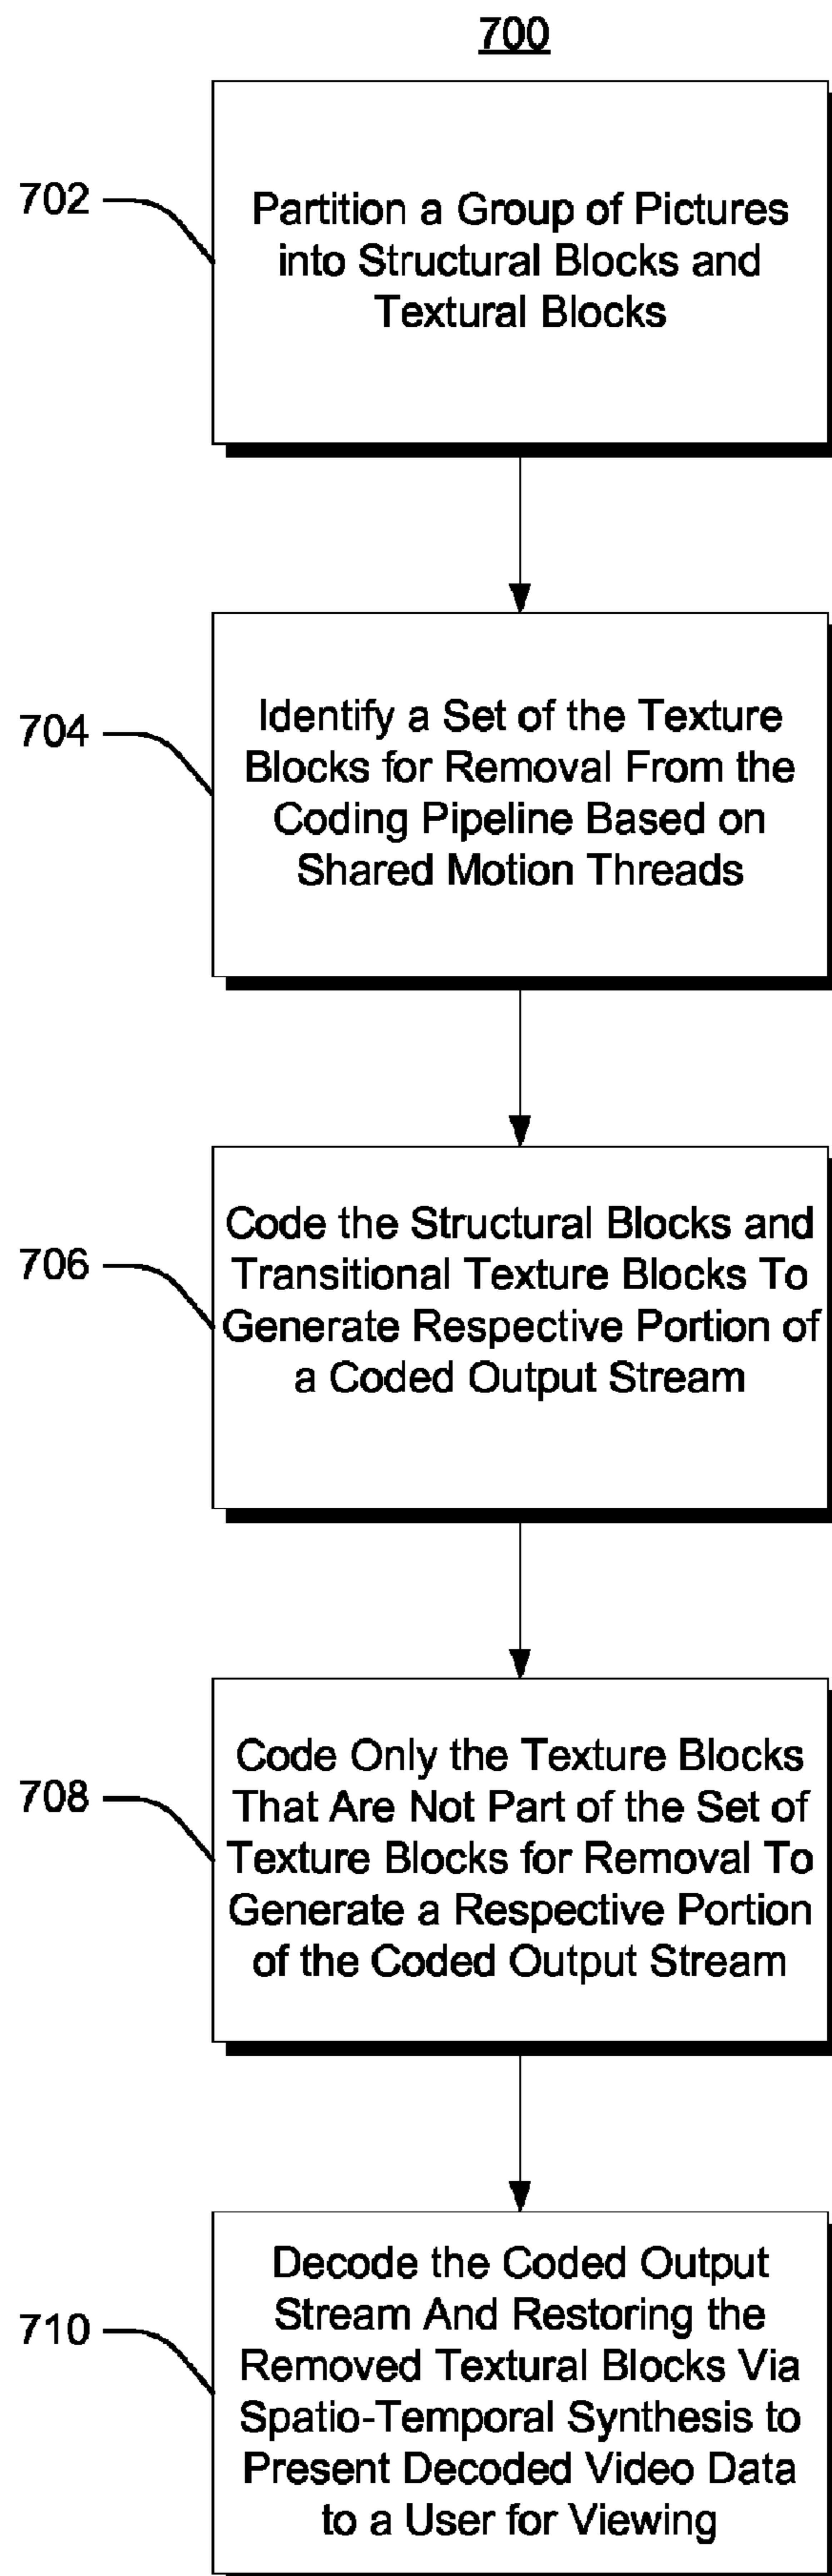 700
702
Partition a Group of Pictures
into Structural Blocks and
Textural Blocks
704
Identify a Set of the Texture
Blocks for Removal From the
Coding Pipeline Based on
Shared Motion Threads
706
Code the Structural Blocks and
Transitional Texture Blocks To
Generate Respective Portion of
a Coded Output Stream
708
Code Only the Texture Blocks
That Are Not Part of the Set of
Texture Blocks for Removal To
Generate a Respective Portion
of the Coded Output Stream
710
Decode the Coded Output
Stream And Restoring the
Removed Textural Blocks Via
Spatio-Temporal Synthesis to
Present Decoded Video Data
to a User for Viewing